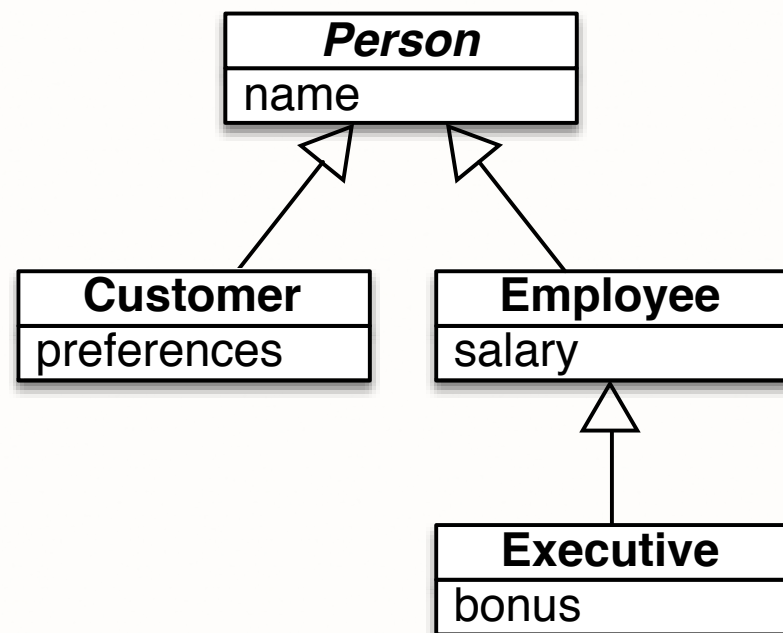 Person
name
Customer
preferences
Employee
salary
Executive
bonus